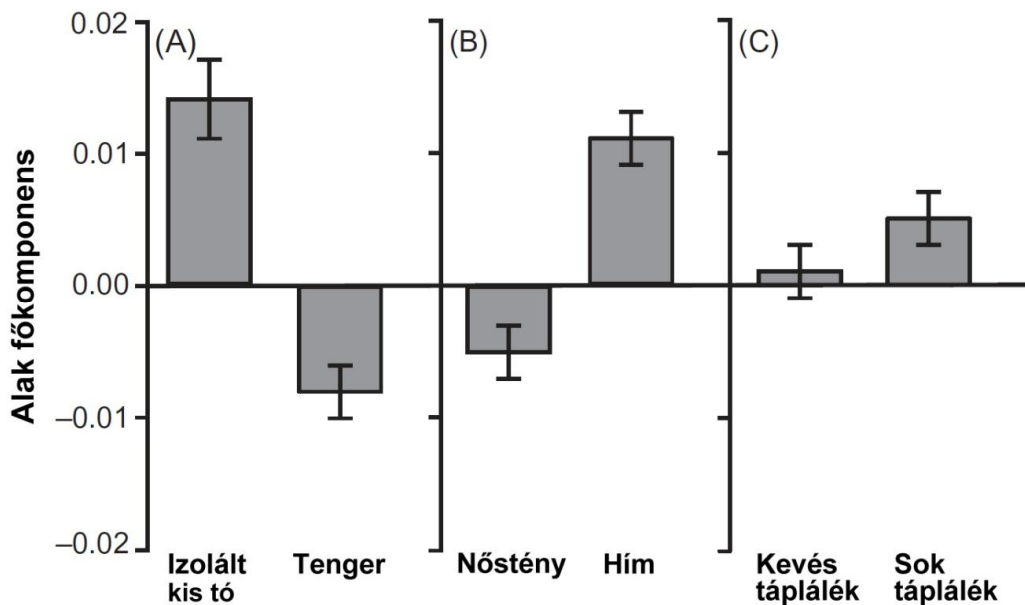 Alak főkomponens
0.02
0.01
0.00
–0.01
–0.02
(A)
(B)
(C)
Izolált
kis tó
Tenger
Nőstény
Hím
Kevés
táplálék
Sok
táplálék